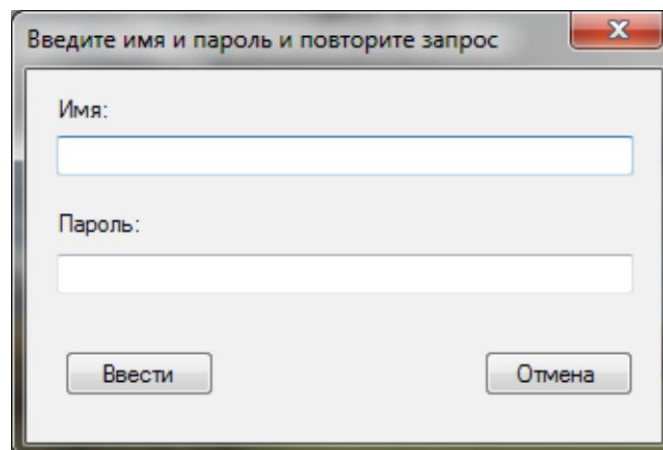 Введите имя и пароль и повторите запрос
Имя:
Пароль:
Ввести
Отмена